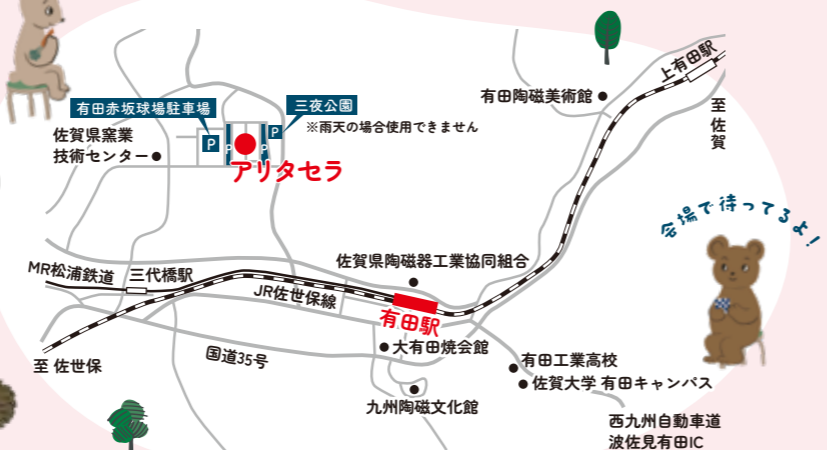 上有田駅
有田陶磁美術館
至
佐賀
有田赤坂球場駐車場
三夜公園
※雨天の場合使用できません
P
P
P
P
佐賀県窯業
技術センター
アリタセラ
会場で待ってるよ!
佐賀県陶磁器工業協同組合
MR松浦鉄道
三代橋駅
JR佐世保線
有田駅
大有田焼会館
国道35号
至 佐世保
有田工業高校
佐賀大学 有田キャンパス
九州陶磁文化館
西九州自動車道
波佐見有田IC